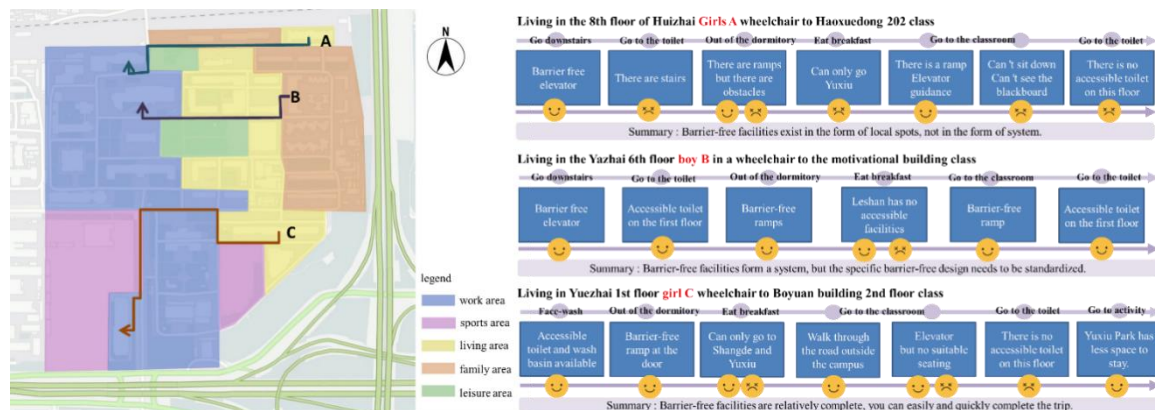 A
B
C
N
legend
work area
sports area
living area
family area
leisure area
Living in the 8th floor of Huizhai Girls A wheelchair to Haoxuedong 202 class
Go downstairs
Go to the toilet
Out of the dormitory
Eat breakfast
Go to the classroom
Go to the toilet
Barrier free
elevator
There are stairs
There are ramps
but there are
obstacles
Can only go
Yuxiu
There is a ramp
Elevator
guidance
Can't sit down
Can't see the
blackboard
There is no
accessible toilet
on this floor
Summary : Barrier-free facilities exist in the form of local spots, not in the form of system.
Living in the Yazhai 6th floor boy B in a wheelchair to the motivational building class
Go downstairs
Go to the toilet
Out of the dormitory
Eat breakfast
Go to the classroom
Go to the toilet
Barrier free
elevator
Accessible toilet
on the first floor
Barrier-free
ramps
Leshan has no
accessible
facilities
Barrier-free
ramp
Accessible toilet
on the first floor
Summary : Barrier-free facilities form a system, but the specific barrier-free design needs to be standardized.
Living in Yuezhai 1st floor girl C wheelchair to Boyuan building 2nd floor class
Face-wash
Out of the dormitory
Eat breakfast
Go to the classroom
Go to the toilet
Go to activity
Accessible
toilet and wash
basin available
Barrier-free
ramp at the
door
Can only go to
Shangde and
Yuxiu
Walk through
the road outside
the campus
Elevator
but no suitable
seating
There is no
accessible toilet
on this floor
Yuxiu Park has
less space to
stay.
Summary : Barrier-free facilities are relatively complete, you can easily and quickly complete the trip.